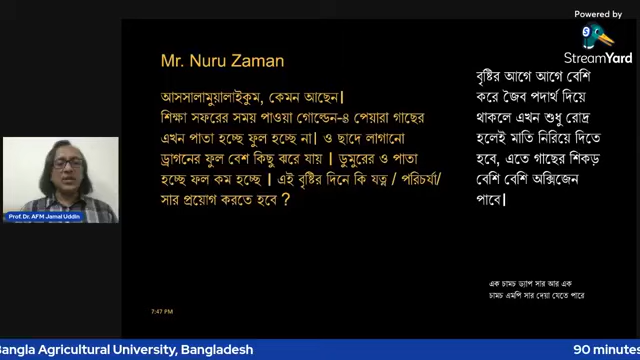 Powered by
StreamYard
Mr. Nuru Zaman
আসসালামুয়ালাইকুম, কেমন আছেন।
শিক্ষা সফরের সময় পাওয়া গোল্ডেন-৪ পেয়ারা গাছের
এখন পাতা হচ্ছে ফুল হচ্ছে না। ও ছাদে লাগানো
ড্রাগনের ফুল বেশ কিছু ঝরে যায় । ডুমুরের ও পাতা
হচ্ছে ফল কম হচ্ছে । এই বৃষ্টির দিনে কি যত্ন / পরিচর্যা/
সার প্রয়োগ করতে হবে ?
বৃষ্টির আগে আগে বেশি
করে জৈব পদার্থ দিয়ে
থাকলে এখন শুধু রোদ্র
হলেই মাতি নিরিয়ে দিতে
হবে, এতে গাছের শিকড়
বেশি বেশি অক্সিজেন
পাবে।
এক চামচ ড্যাপ সার আর এক
চামচ এমপি সার দেয়া যেতে পারে
Prof. Dr. AFM Jamal Uddin
7:47 PM
Bangla Agricultural University, Bangladesh
90 minutes